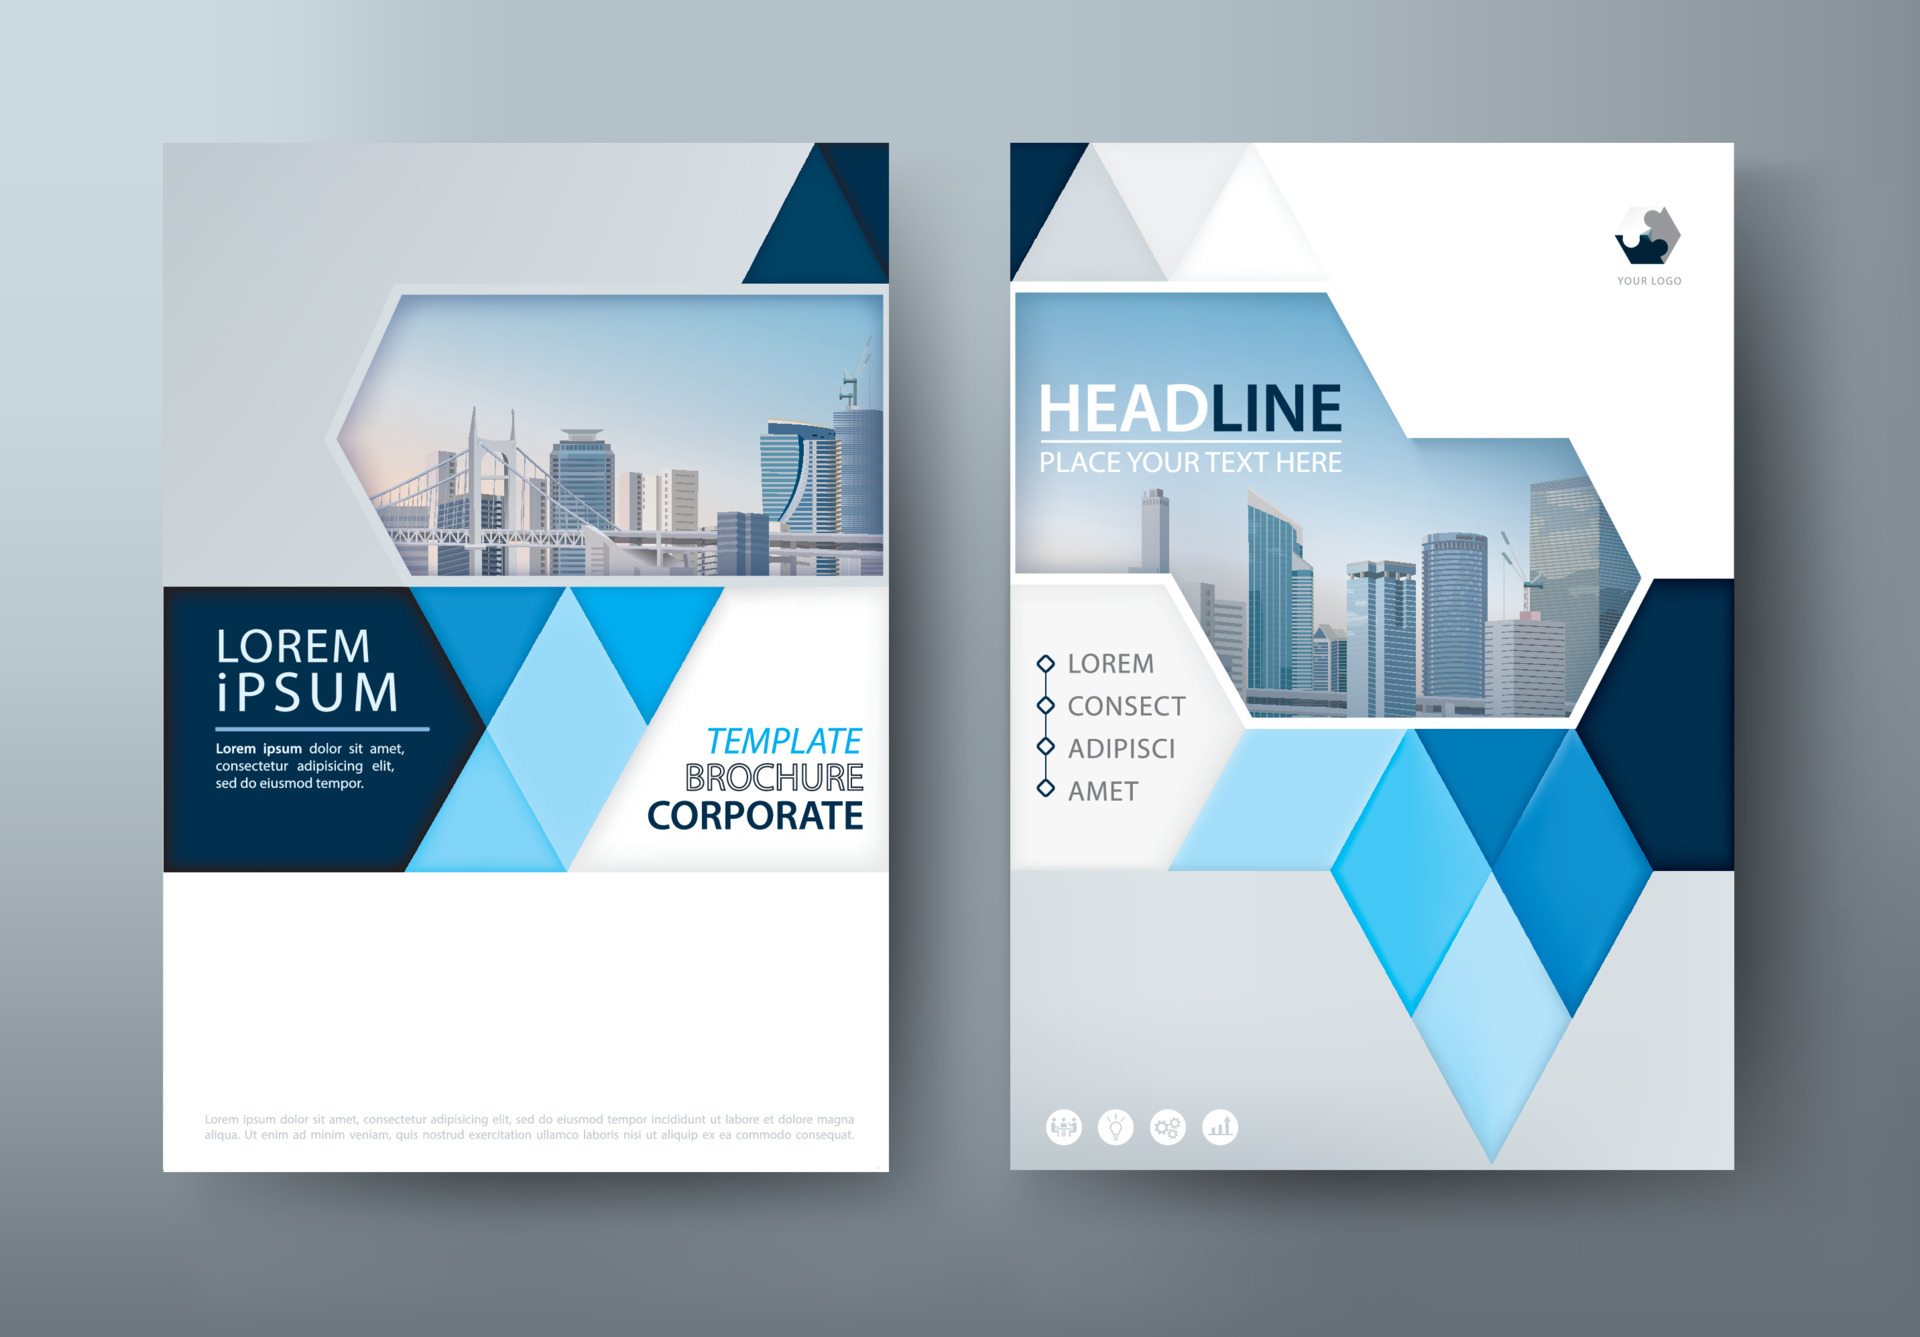 LOREM
iPSUM
Lorem ipsum dolor sit amet,
consectetur adipisicing elit,
sed do eiusmod tempor.
TEMPLATE
BROCHURE
CORPORATE
Lorem ipsum dolor sit amet, consectetur adipisicing elit, sed do eiusmod tempor incididunt ut labore et dolore magna
aliqua. Ut enim ad minim veniam, quis nostrud exercitation ullamco laboris nisi ut aliquip ex ea commodo consequat.
YOUR LOGO
HEADLINE
PLACE YOUR TEXT HERE
LOREM
CONSECT
ADIPISCI
AMET